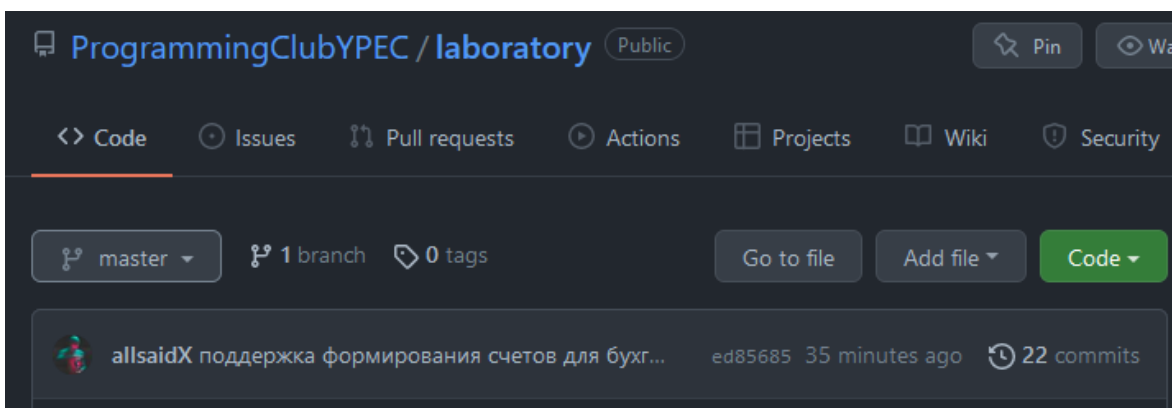 ProgrammingClubYPEC / laboratory Public Pin Wa
Code Issues Pull requests Actions Projects Wiki Security
master 1 branch 0 tags Go to file Add file Code
allsaidX поддержка формирования счетов для бухг... ed85685 35 minutes ago 22 commits